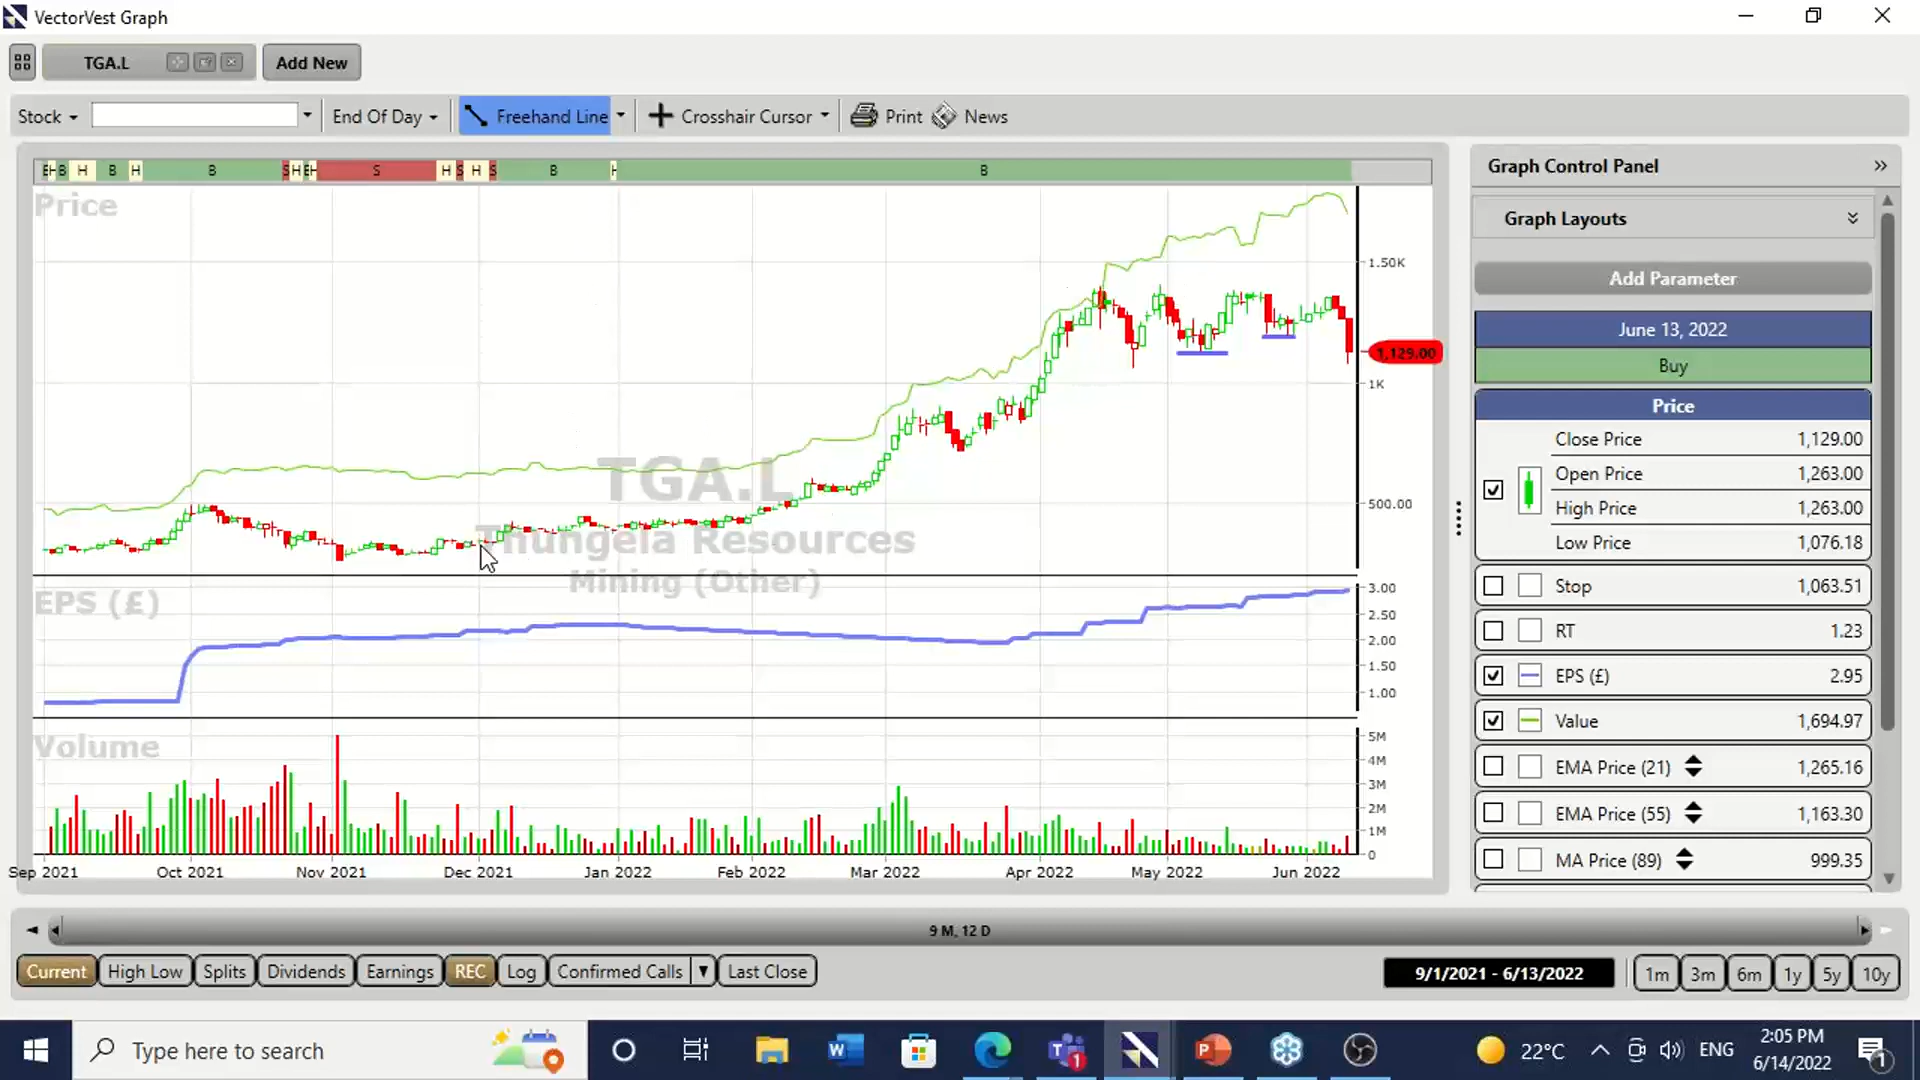 VectorVest Graph
TGA.L
Add New
Stock
End Of Day
Freehand Line
Crosshair Cursor
Print
News
B H B H B S H H S H S H S B H B
Price
1.50K
1,129.00
1K
500.00
TGA.L
Thungela Resources
Mining (Other)
EPS (£)
3.00
2.50
2.00
1.50
1.00
Volume
5M
4M
3M
2M
1M
0
Sep 2021 Oct 2021 Nov 2021 Dec 2021 Jan 2022 Feb 2022 Mar 2022 Apr 2022 May 2022 Jun 2022
Graph Control Panel
Graph Layouts
Add Parameter
June 13, 2022
Buy
Price
Close Price 1,129.00
Open Price 1,263.00
High Price 1,263.00
Low Price 1,076.18
Stop 1,063.51
RT 1.23
EPS (£) 2.95
Value 1,694.97
EMA Price (21) 1,265.16
EMA Price (55) 1,163.30
MA Price (89) 999.35
9 M, 12 D
Current High Low Splits Dividends Earnings REC Log Confirmed Calls Last Close
9/1/2021 - 6/13/2022
1m 3m 6m 1y 5y 10y
Type here to search
W
T 1
P
22°C
ENG
2:05 PM
6/14/2022
1